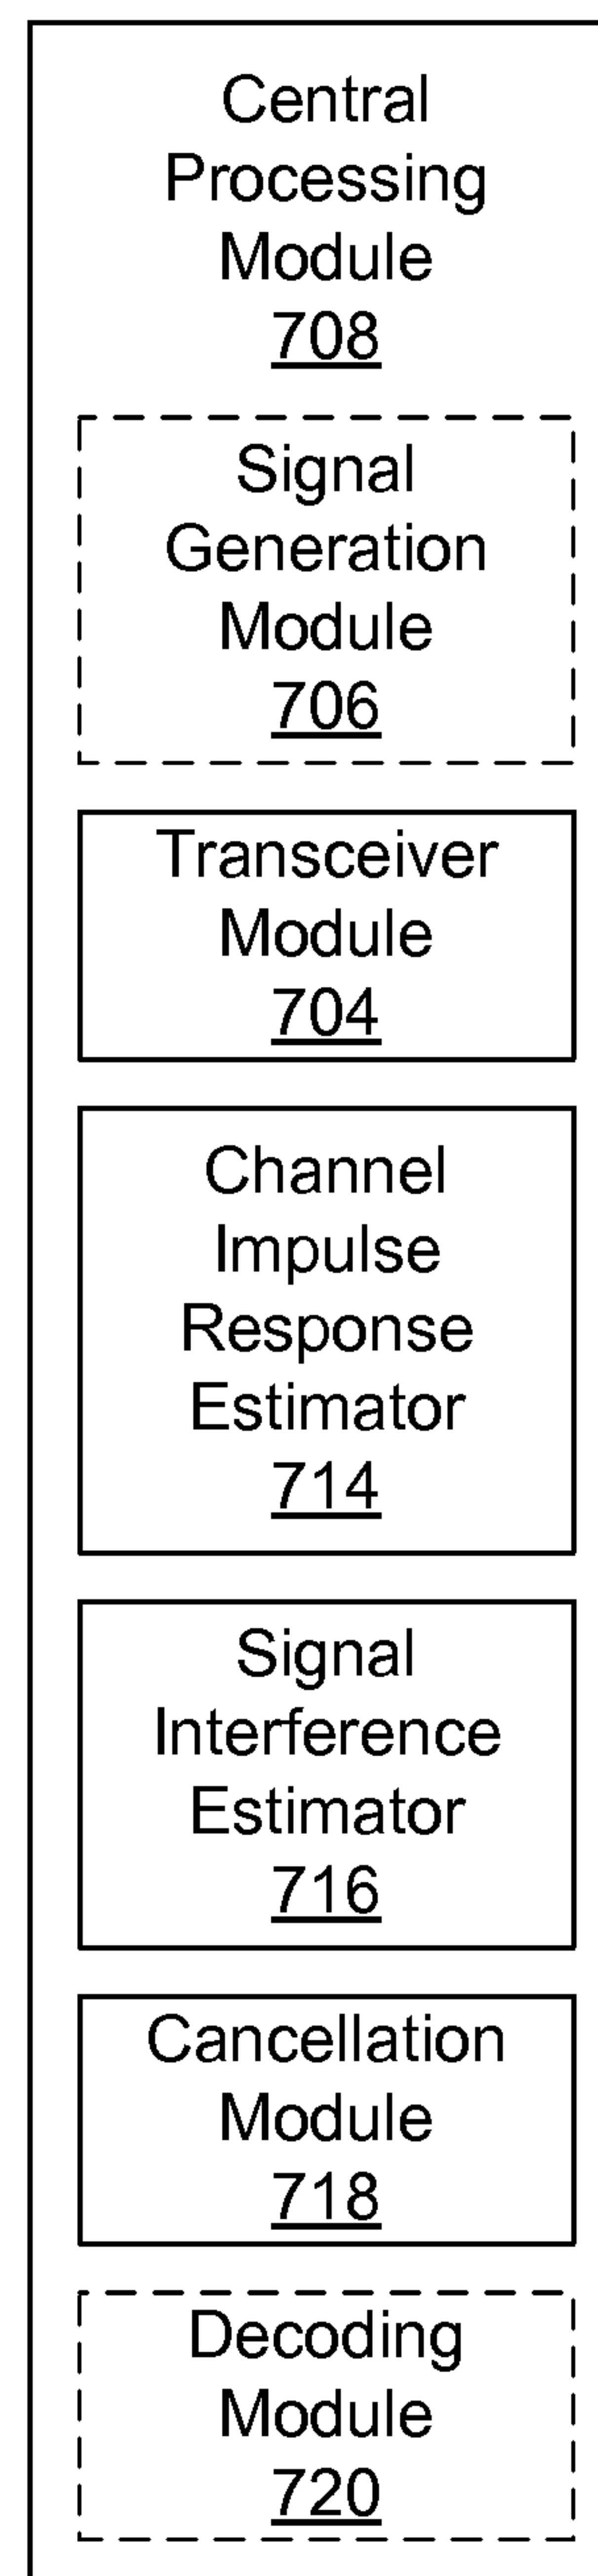 Central
Processing
Module
708
Signal
Generation
Module
706
Transceiver
Module
704
Channel
Impulse
Response
Estimator
714
Signal
Interference
Estimator
716
Cancellation
Module
718
Decoding
Module
720